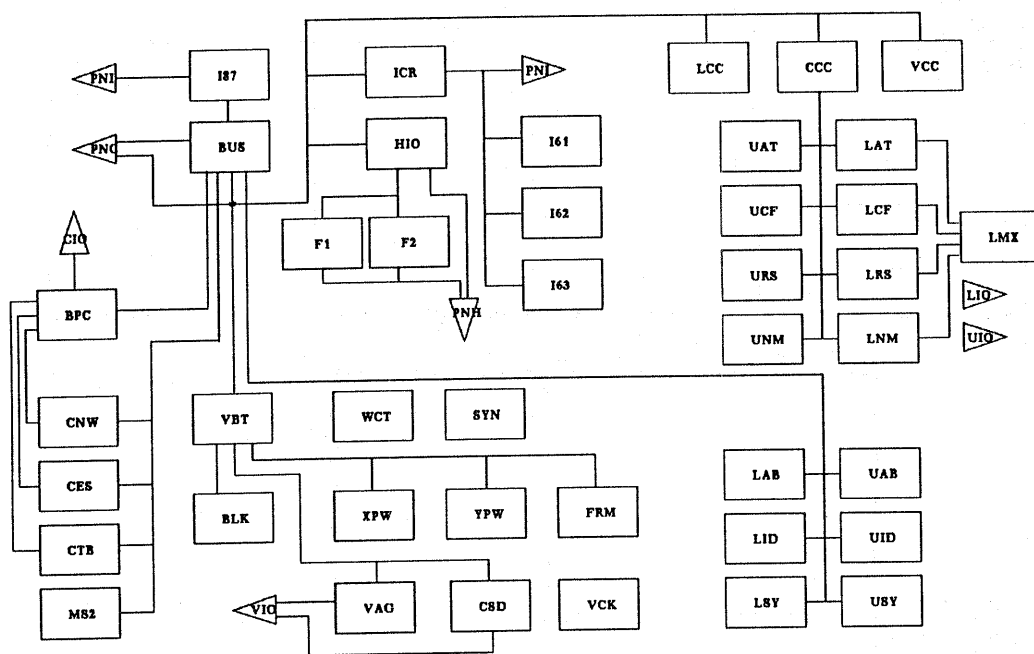 LCC
CCC
VCC
PNI
I87
ICR
PNI
PNO
BUS
HIO
I61
UAT
LAT
I62
UCF
LCF
CIO
F1
F2
LMX
URS
LRS
BPC
I63
LIO
PNH
UNM
LNM
UIO
CNW
VBT
WCT
SYN
CES
LAB
UAB
BLK
XPW
YPW
FRM
CTB
LID
UID
MS2
VIO
VAG
CSD
VCK
LSY
USY